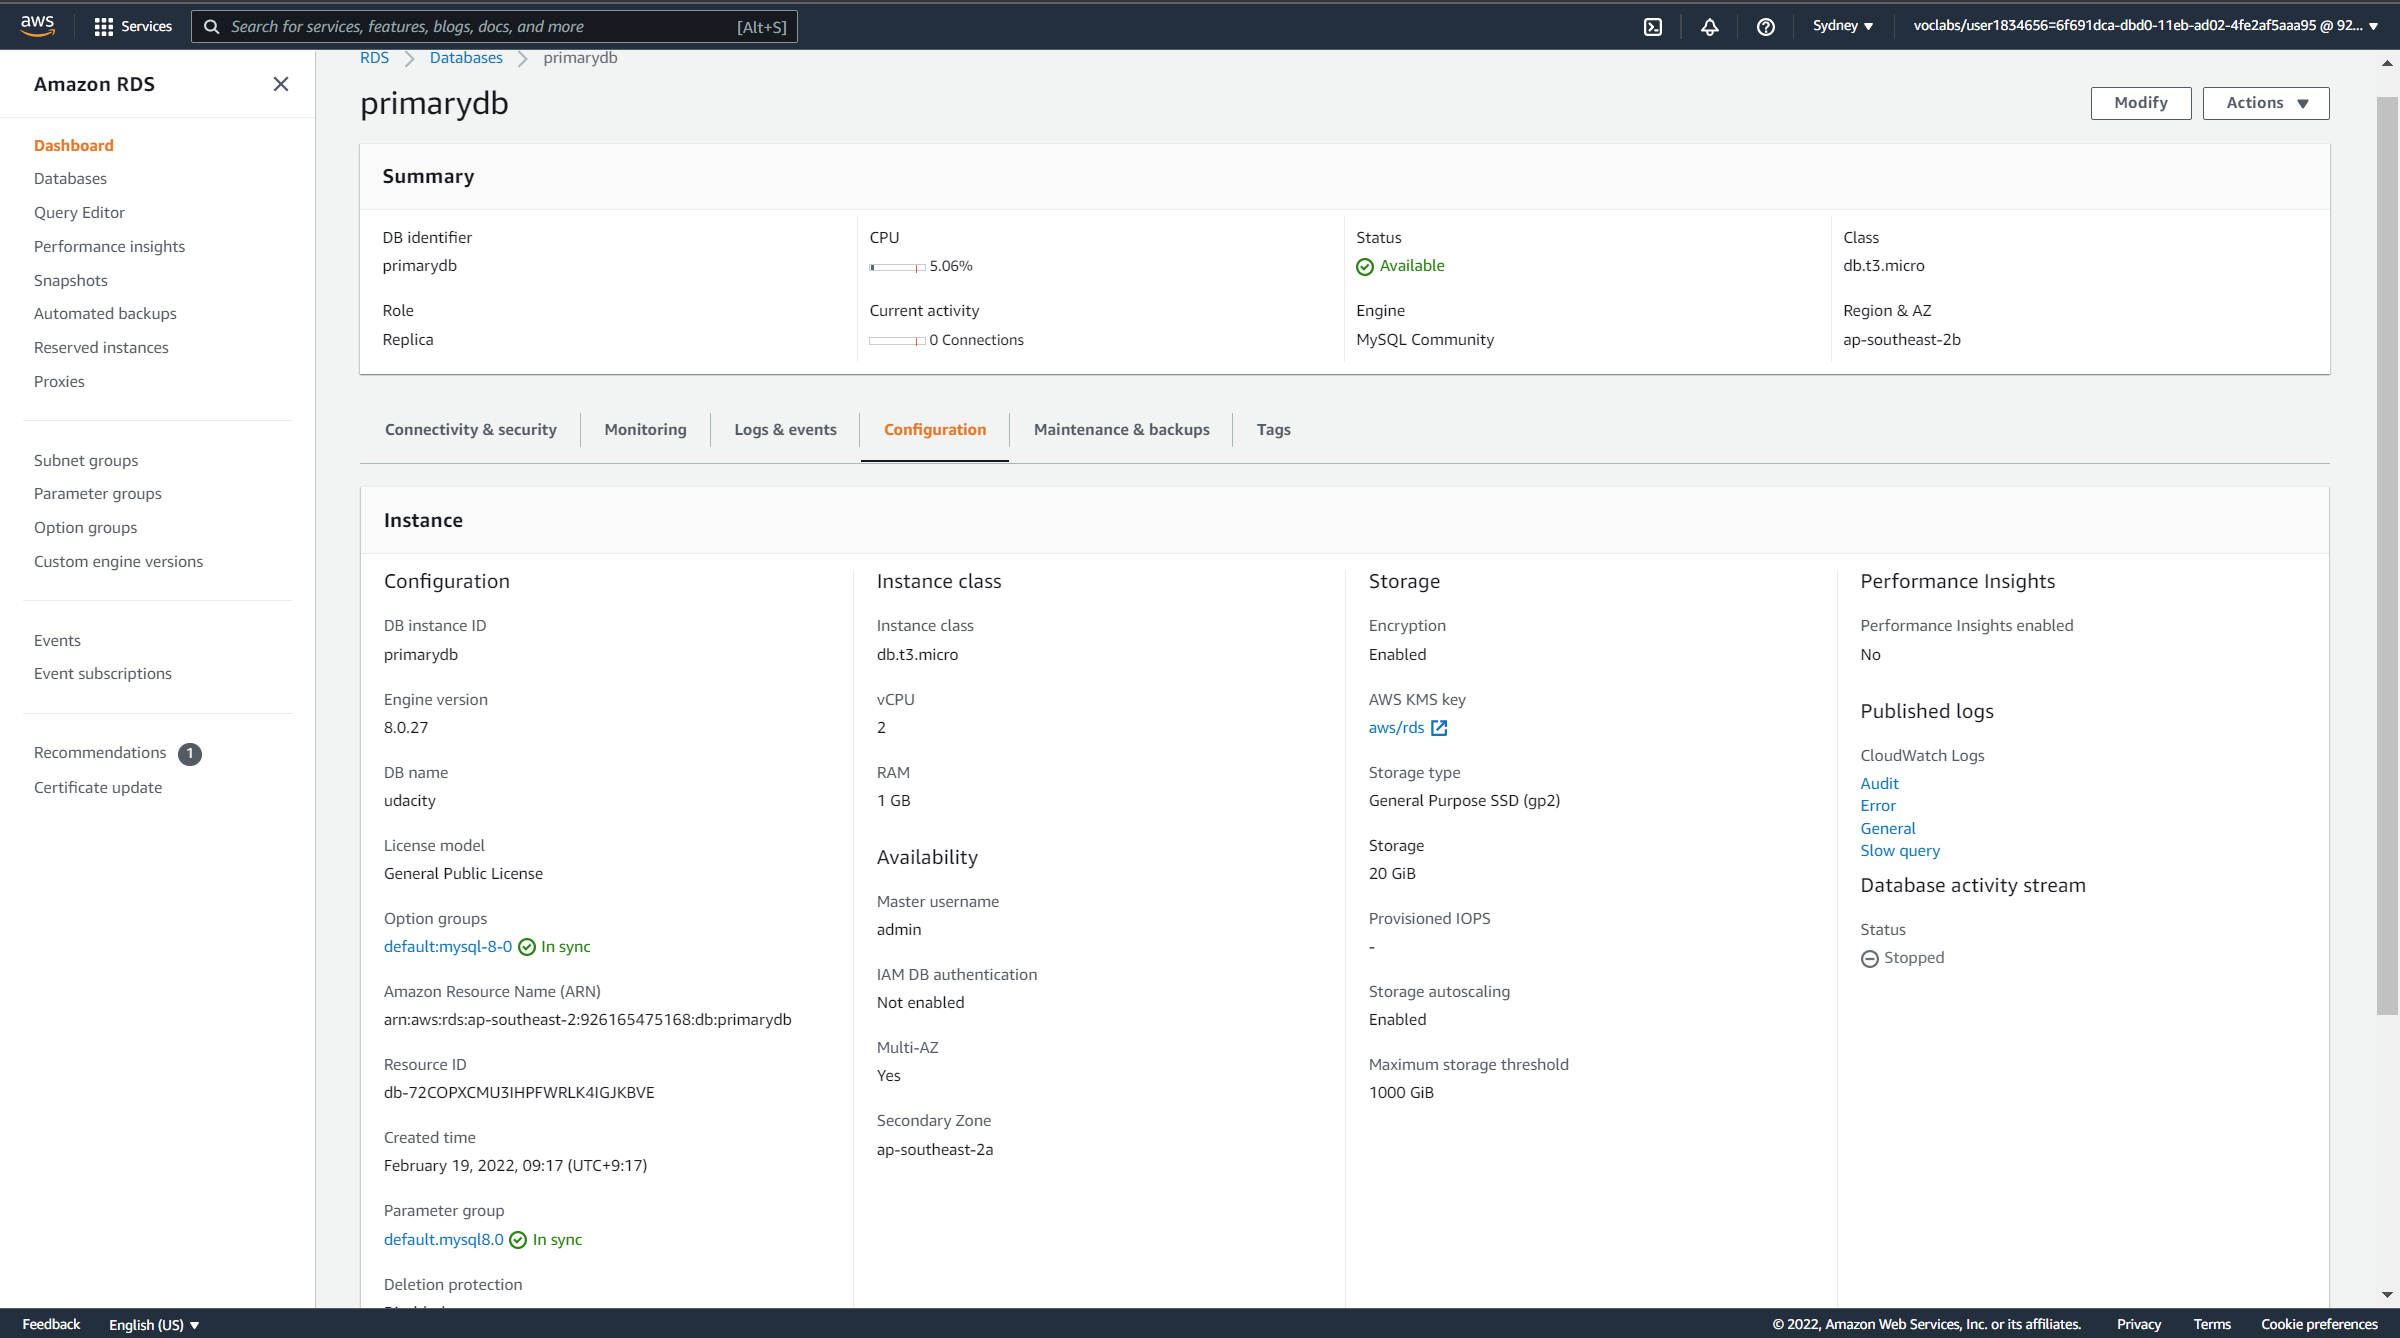 aws
Services
Search for services, features, blogs, docs, and more
[Alt+S]
Sydney
voclabs/user1834656=6f691dca-dbd0-11eb-ad02-4fe2af5aaa95 @ 92...
Amazon RDS
Dashboard
Databases
Query Editor
Performance insights
Snapshots
Automated backups
Reserved instances
Proxies
Subnet groups
Parameter groups
Option groups
Custom engine versions
Events
Event subscriptions
Recommendations 1
Certificate update
RDS
Databases
primarydb
primarydb
Modify
Actions
Summary
DB identifier
primarydb
Role
Replica
CPU
5.06%
Current activity
0 Connections
Status
Available
Engine
MySQL Community
Class
db.t3.micro
Region & AZ
ap-southeast-2b
Connectivity & security
Monitoring
Logs & events
Configuration
Maintenance & backups
Tags
Instance
Configuration
DB instance ID
primarydb
Engine version
8.0.27
DB name
udacity
License model
General Public License
Option groups
default:mysql-8-0 In sync
Amazon Resource Name (ARN)
arn:aws:rds:ap-southeast-2:926165475168:db:primarydb
Resource ID
db-72COPXCMU3IHPFWRLK4IGJKBVE
Created time
February 19, 2022, 09:17 (UTC+9:17)
Parameter group
default.mysql8.0 In sync
Deletion protection
Instance class
Instance class
db.t3.micro
vCPU
2
RAM
1 GB
Availability
Master username
admin
IAM DB authentication
Not enabled
Multi-AZ
Yes
Secondary Zone
ap-southeast-2a
Storage
Encryption
Enabled
AWS KMS key
aws/rds
Storage type
General Purpose SSD (gp2)
Storage
20 GiB
Provisioned IOPS
-
Storage autoscaling
Enabled
Maximum storage threshold
1000 GiB
Performance Insights
Performance Insights enabled
No
Published logs
CloudWatch Logs
Audit
Error
General
Slow query
Database activity stream
Status
Stopped
Feedback
English (US)
© 2022, Amazon Web Services, Inc. or its affiliates.
Privacy
Terms
Cookie preferences